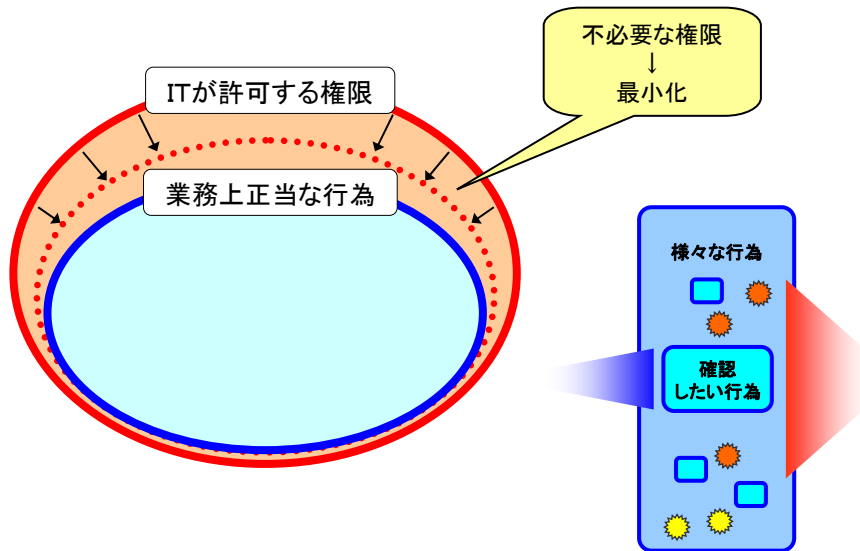 不必要な権限
↓
最小化
ITが許可する権限
業務上正当な行為
様々な行為
確認
したい行為